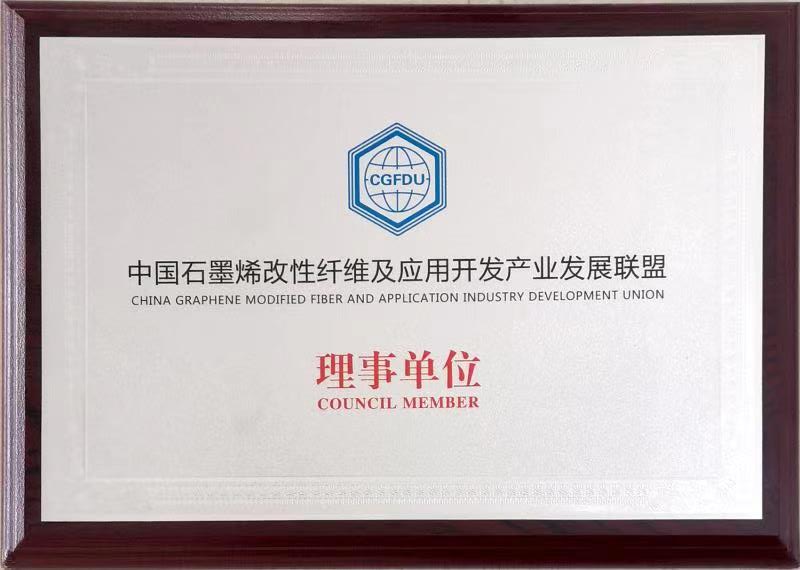 CGFDU
中国石墨烯改性纤维及应用开发产业发展联盟
CHINA GRAPHENE MODIFIED FIBER AND APPLICATION INDUSTRY DEVELOPMENT UNION
理事单位
COUNCIL MEMBER